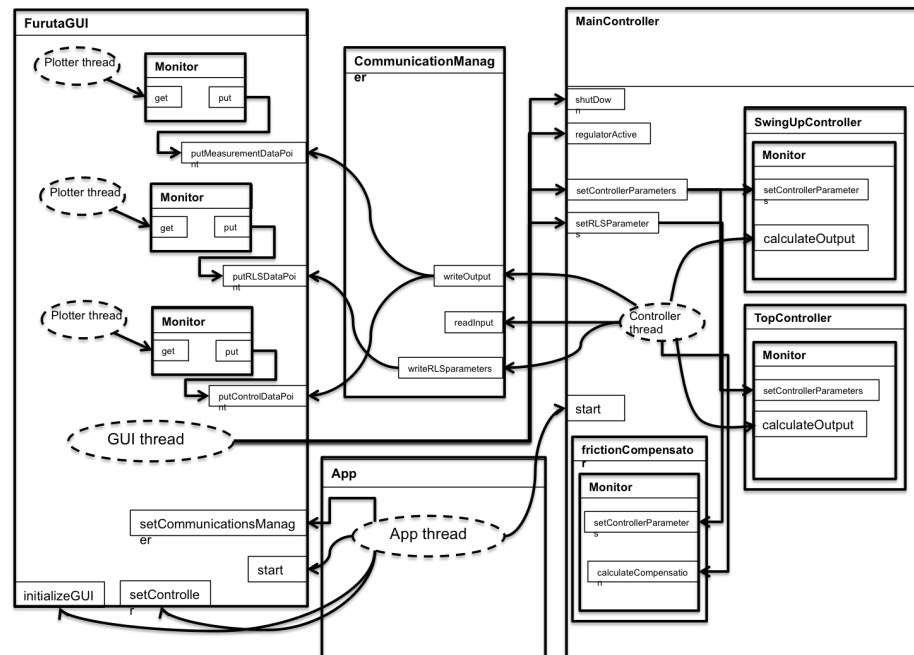 FurutaGUI
Plotter thread
Monitor
get
put
putMeasurementDataPoi
nt
Plotter thread
Monitor
get
put
putRLSDataPoi
nt
Plotter thread
Monitor
get
put
putControlDataPoi
nt
GUI thread
setCommunicationsManag
er
start
initializeGUI
setControlle
r
CommunicationManag
er
writeOutput
readInput
writeRLSparameters
App
App thread
MainController
shutDow
n
regulatorActive
setControllerParameters
setRLSParameter
s
Controller
thread
start
SwingUpController
Monitor
setControllerParameter
s
calculateOutput
TopController
Monitor
setControllerParameters
calculateOutput
frictionCompensato
r
Monitor
setControllerParameter
s
calculateCompensatio
n